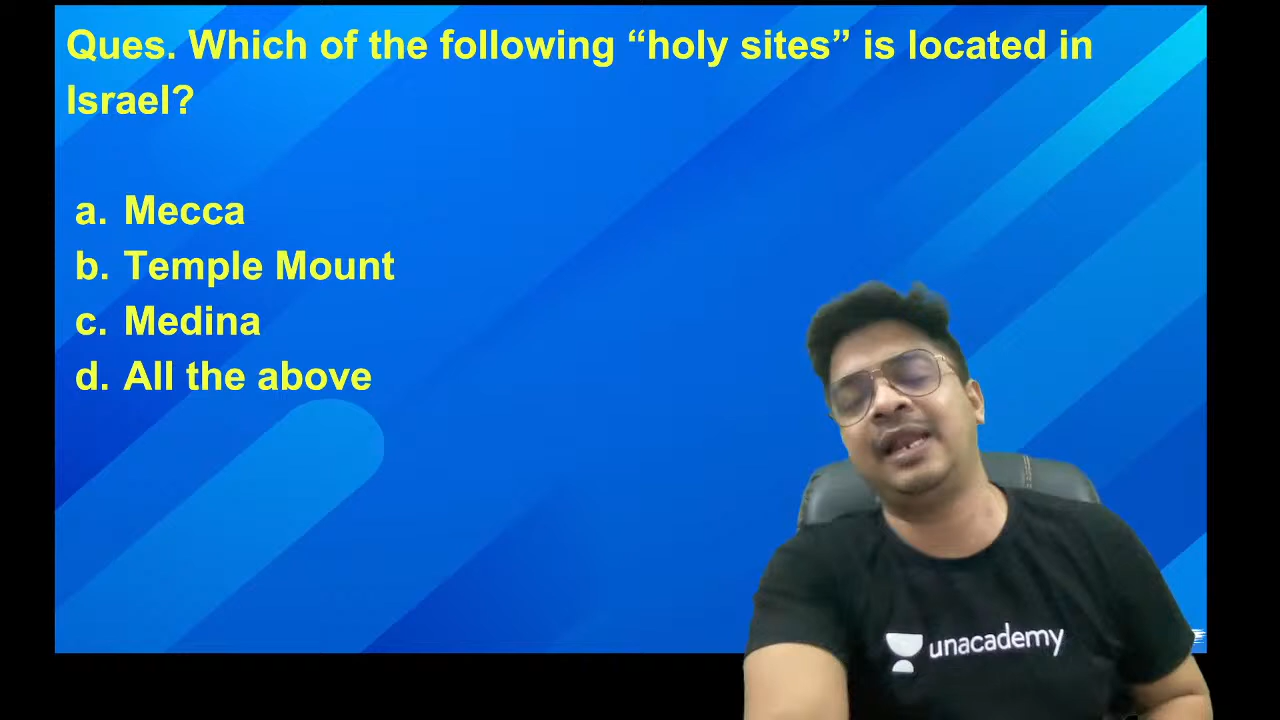 Ques. Which of the following “holy sites” is located in
Israel?
a. Mecca
b. Temple Mount
c. Medina
d. All the above
unacademy